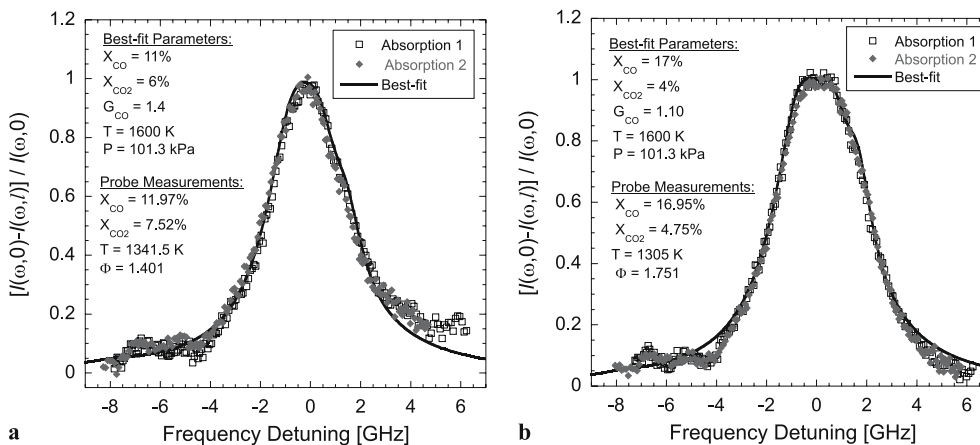 1.2
1
0.8
0.6
0.4
0.2
0
[I(ω,0)-I(ω,l)] / I(ω,0)
Best-fit Parameters:
X_CO = 11%
X_CO2 = 6%
G_CO = 1.4
T = 1600 K
P = 101.3 kPa
Probe Measurements:
X_CO = 11.97%
X_CO2 = 7.52%
T = 1341.5 K
Φ = 1.401
Absorption 1
Absorption 2
Best-fit
-8 -6 -4 -2 0 2 4 6
Frequency Detuning [GHz]
a
1.2
1
0.8
0.6
0.4
0.2
0
[I(ω,0)-I(ω,l)] / I(ω,0)
Best-fit Parameters:
X_CO = 17%
X_CO2 = 4%
G_CO = 1.10
T = 1600 K
P = 101.3 kPa
Probe Measurements:
X_CO = 16.95%
X_CO2 = 4.75%
T = 1305 K
Φ = 1.751
Absorption 1
Absorption 2
Best-fit
-8 -6 -4 -2 0 2 4 6
Frequency Detuning [GHz]
b